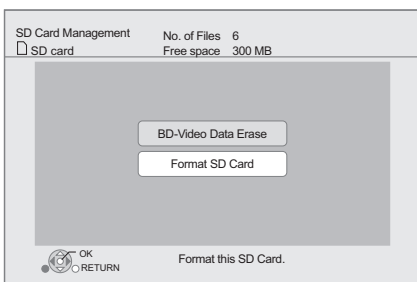 SD Card Management No. of Files 6
SD card Free space 300 MB
BD-Video Data Erase
Format SD Card
OK
RETURN
Format this SD Card.